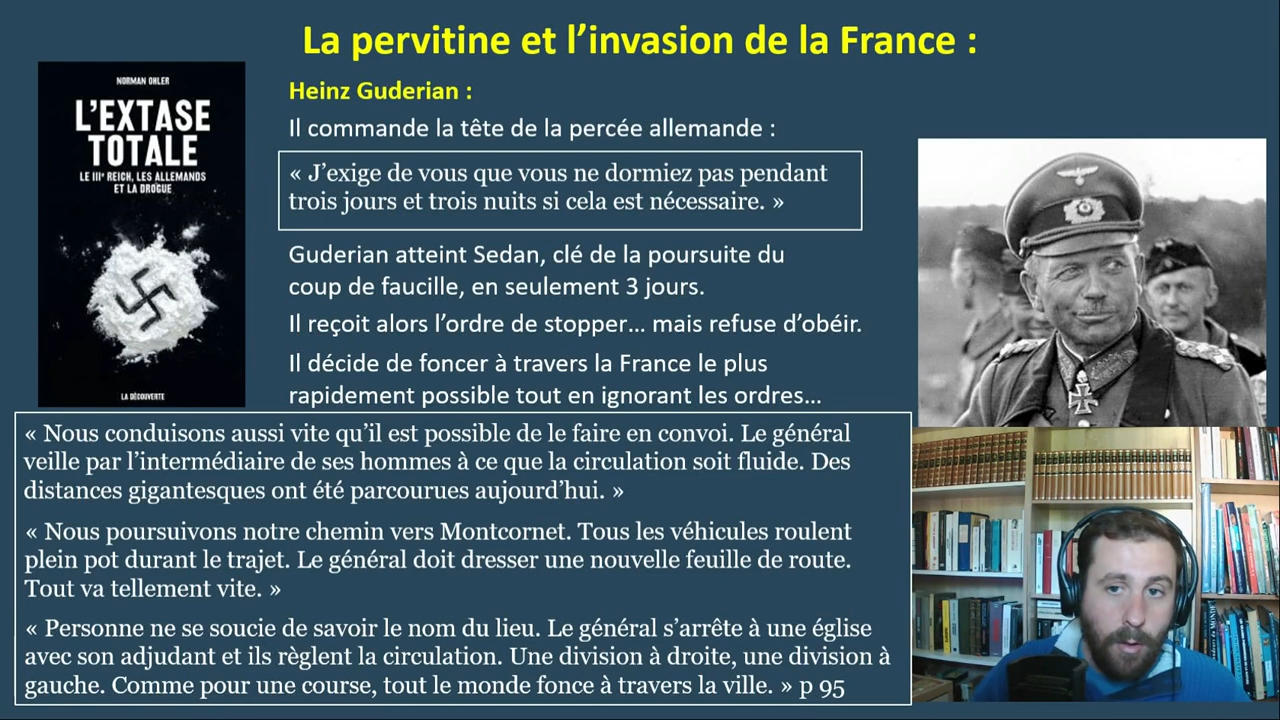 La pervitine et l’invasion de la France :
NORMAN OHLER
L’EXTASE
TOTALE
LE IIIᵉ REICH, LES ALLEMANDS
ET LA DROGUE
LA DÉCOUVERTE
Heinz Guderian :
Il commande la tête de la percée allemande :
« J’exige de vous que vous ne dormiez pas pendant
trois jours et trois nuits si cela est nécessaire. »
Guderian atteint Sedan, clé de la poursuite du
coup de faucille, en seulement 3 jours.
Il reçoit alors l’ordre de stopper… mais refuse d’obéir.
Il décide de foncer à travers la France le plus
rapidement possible tout en ignorant les ordres…
« Nous conduisons aussi vite qu’il est possible de le faire en convoi. Le général
veille par l’intermédiaire de ses hommes à ce que la circulation soit fluide. Des
distances gigantesques ont été parcourues aujourd’hui. »
« Nous poursuivons notre chemin vers Montcornet. Tous les véhicules roulent
plein pot durant le trajet. Le général doit dresser une nouvelle feuille de route.
Tout va tellement vite. »
« Personne ne se soucie de savoir le nom du lieu. Le général s’arrête à une église
avec son adjudant et ils règlent la circulation. Une division à droite, une division à
gauche. Comme pour une course, tout le monde fonce à travers la ville. » p 95